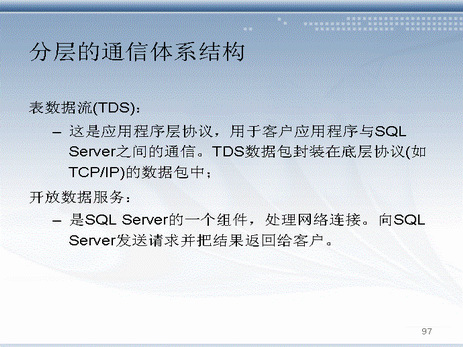 分层的通信体系结构
表数据流(TDS)：
– 这是应用程序层协议，用于客户应用程序与SQL
Server之间的通信。TDS数据包封装在底层协议(如
TCP/IP)的数据包中；
开放数据服务：
– 是SQL Server的一个组件，处理网络连接。向SQL
Server发送请求并把结果返回给客户。
97